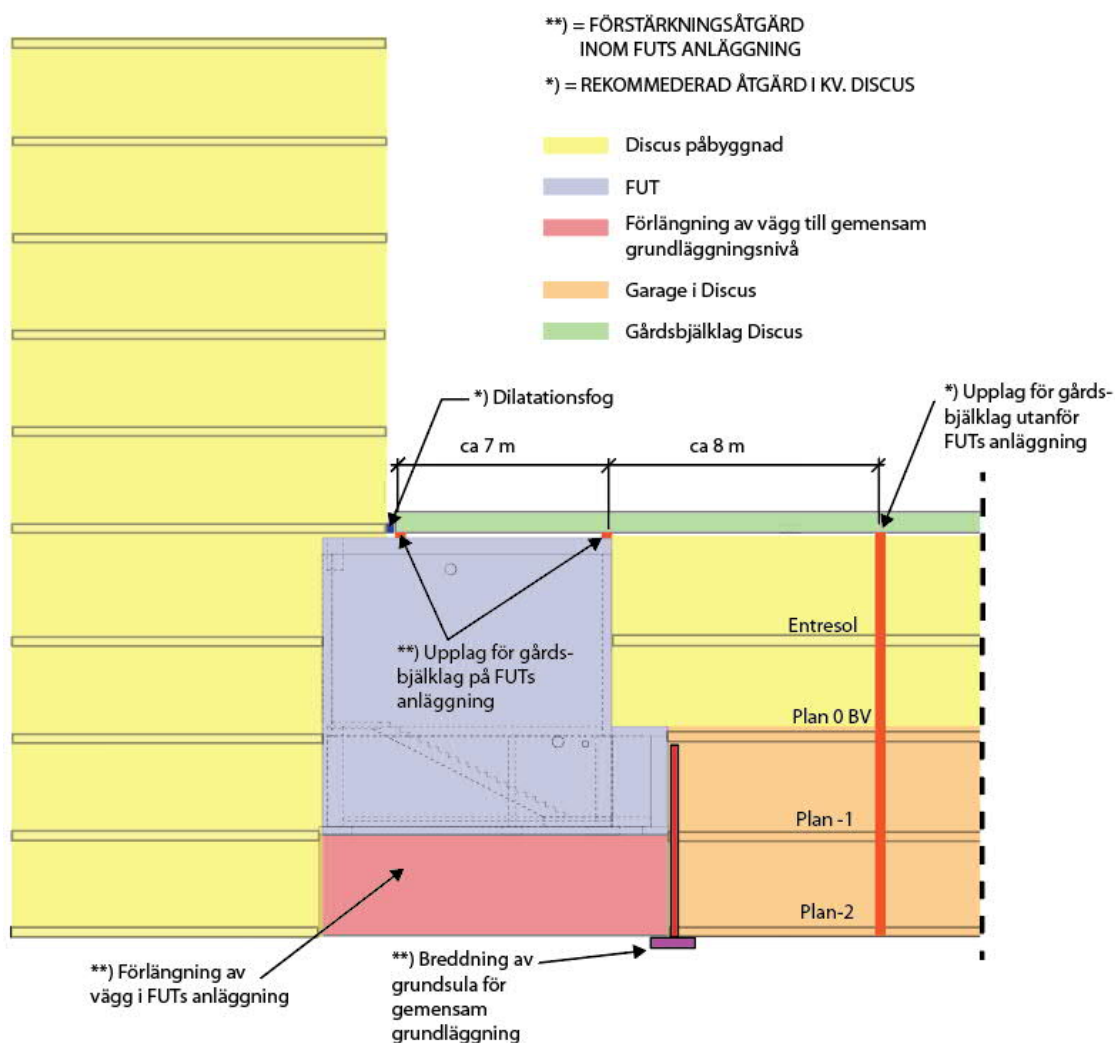 **) = FÖRSTÄRKNINGSÅTGÄRD
INOM FUTS ANLÄGGNING
*) = REKOMMEDERAD ÅTGÄRD I KV. DISCUS
Discus påbyggnad
FUT
Förlängning av vägg till gemensam
grundläggningsnivå
Garage i Discus
Gårdsbjälklag Discus
*) Dilatationsfog
*) Upplag för gårds-
bjälklag utanför
FUTs anläggning
ca 7 m
ca 8 m
Entresol
**) Upplag för gårds-
bjälklag på FUTs
anläggning
Plan 0 BV
Plan -1
Plan-2
**) Förlängning av
vägg i FUTs anläggning
**) Breddning av
grundsula för
gemensam
grundläggning